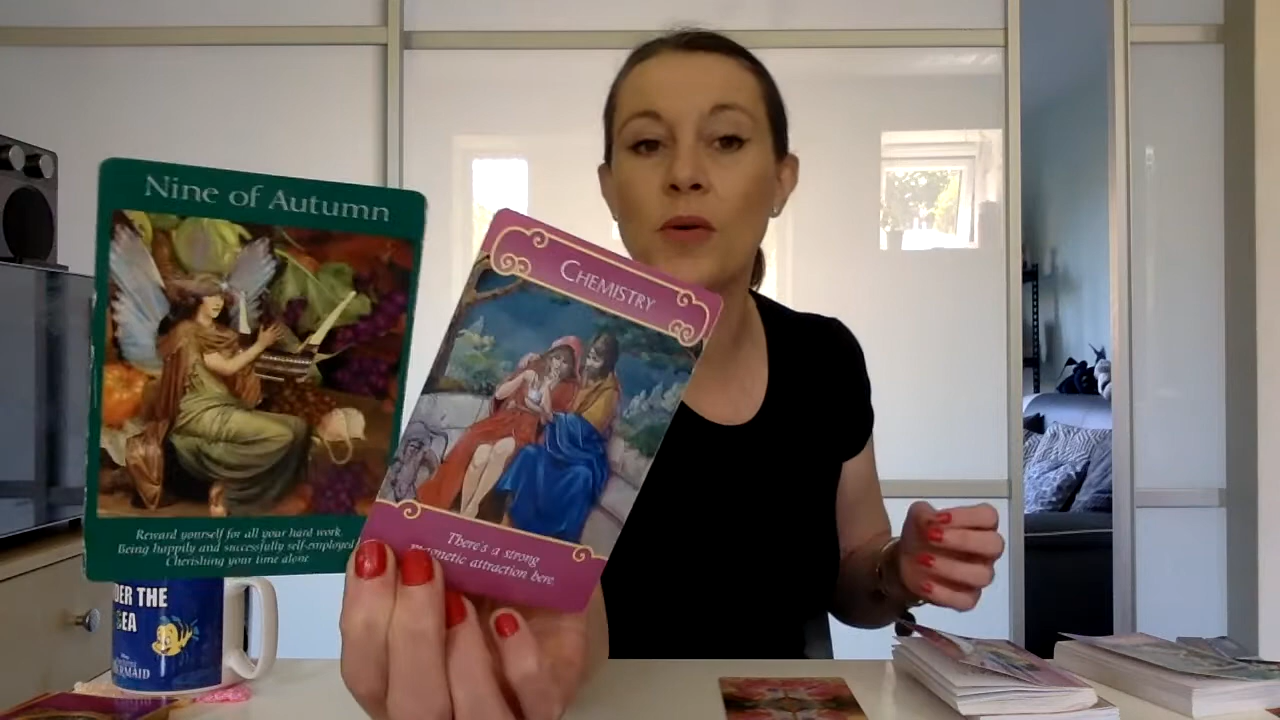 Nine of Autumn
Reward yourself for all your hard work.
Being happily and successfully self-employed
Cherishing your time alone
CHEMISTRY
There's a strong
magnetic attraction here.
DER THE
SEA
MERMAID